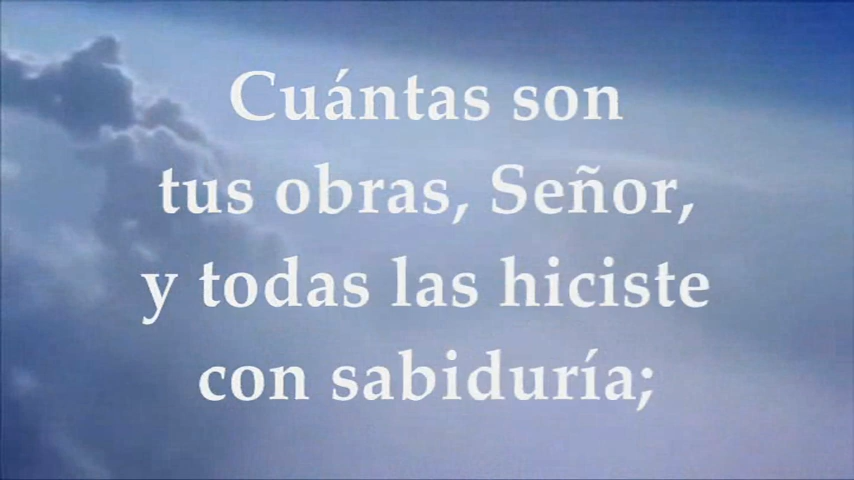 Cuántas son
tus obras, Señor,
y todas las hiciste
con sabiduría;